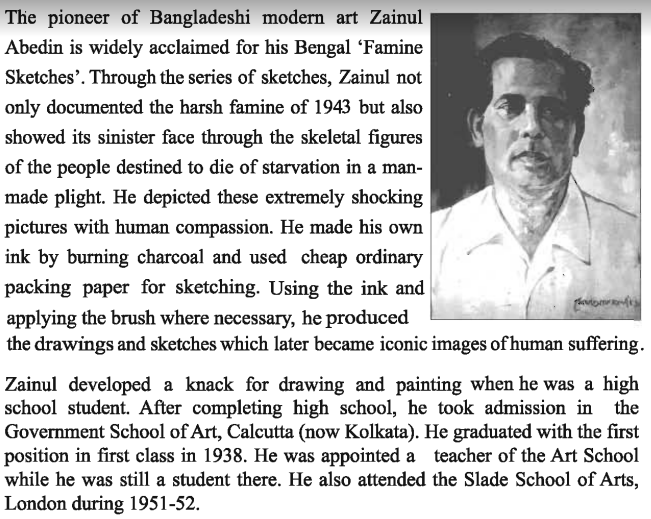 The pioneer of Bangladeshi modern art Zainul
Abedin is widely acclaimed for his Bengal ‘Famine
Sketches’. Through the series of sketches, Zainul not
only documented the harsh famine of 1943 but also
showed its sinister face through the skeletal figures
of the people destined to die of starvation in a man-
made plight. He depicted these extremely shocking
pictures with human compassion. He made his own
ink by burning charcoal and used cheap ordinary
packing paper for sketching. Using the ink and
applying the brush where necessary, he produced
the drawings and sketches which later became iconic images of human suffering.
Zainul developed a knack for drawing and painting when he was a high
school student. After completing high school, he took admission in the
Government School of Art, Calcutta (now Kolkata). He graduated with the first
position in first class in 1938. He was appointed a teacher of the Art School
while he was still a student there. He also attended the Slade School of Arts,
London during 1951-52.